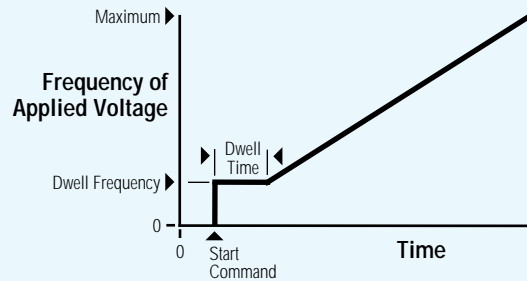 Maximum
Frequency of
Applied Voltage
Dwell
Time
Dwell Frequency
0
0
Start
Command
Time